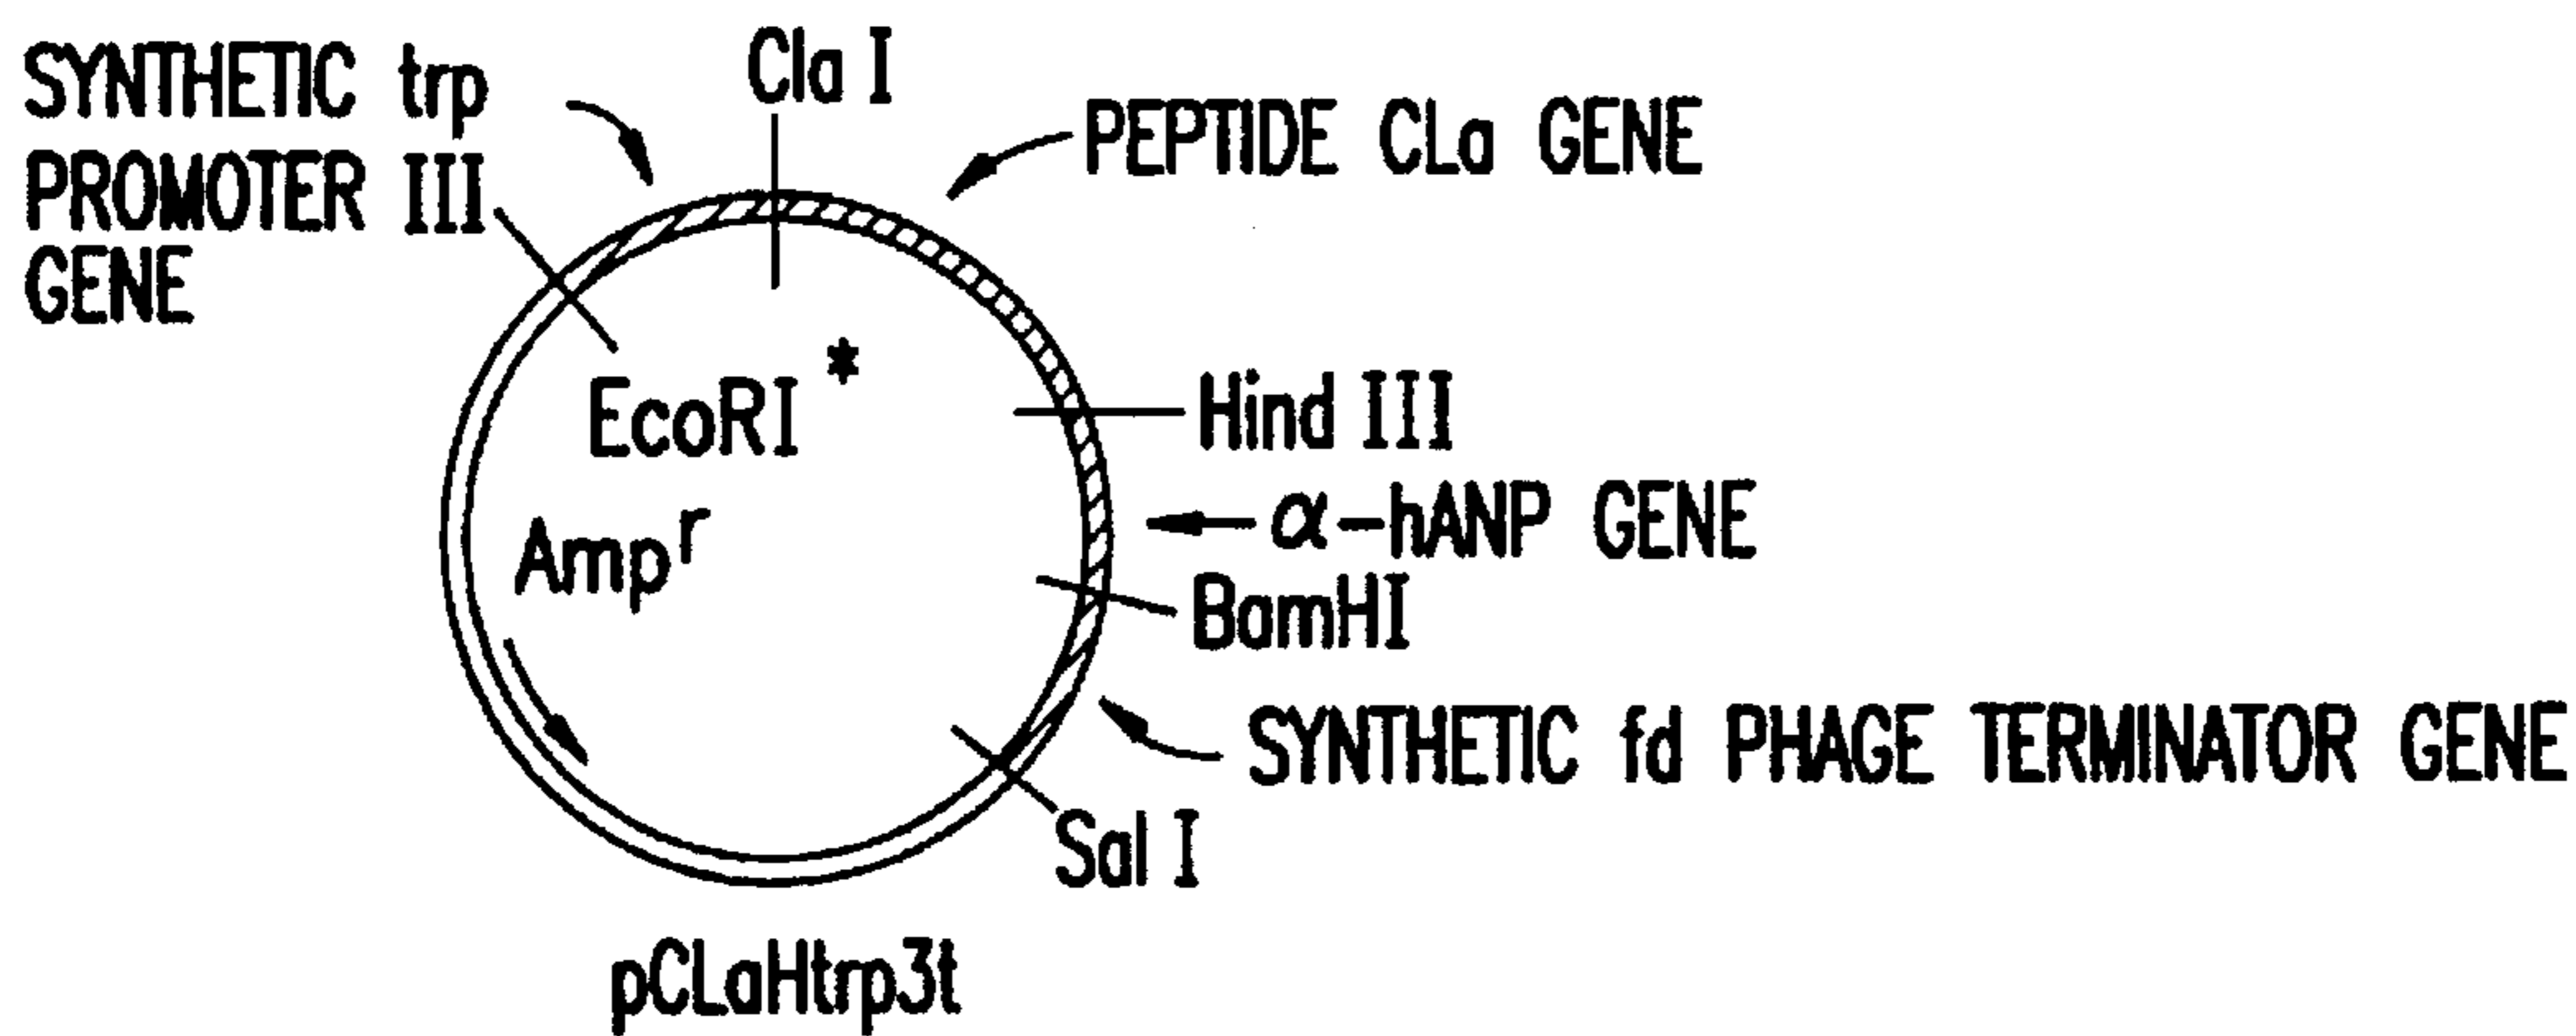 SYNTHETIC trp
PROMOTER III
GENE
Cla I
PEPTIDE CLa GENE
EcoRI *
Hind III
Amp^r
α-hANP GENE
BamHI
SYNTHETIC fd PHAGE TERMINATOR GENE
Sal I
pCLaHtrp3t